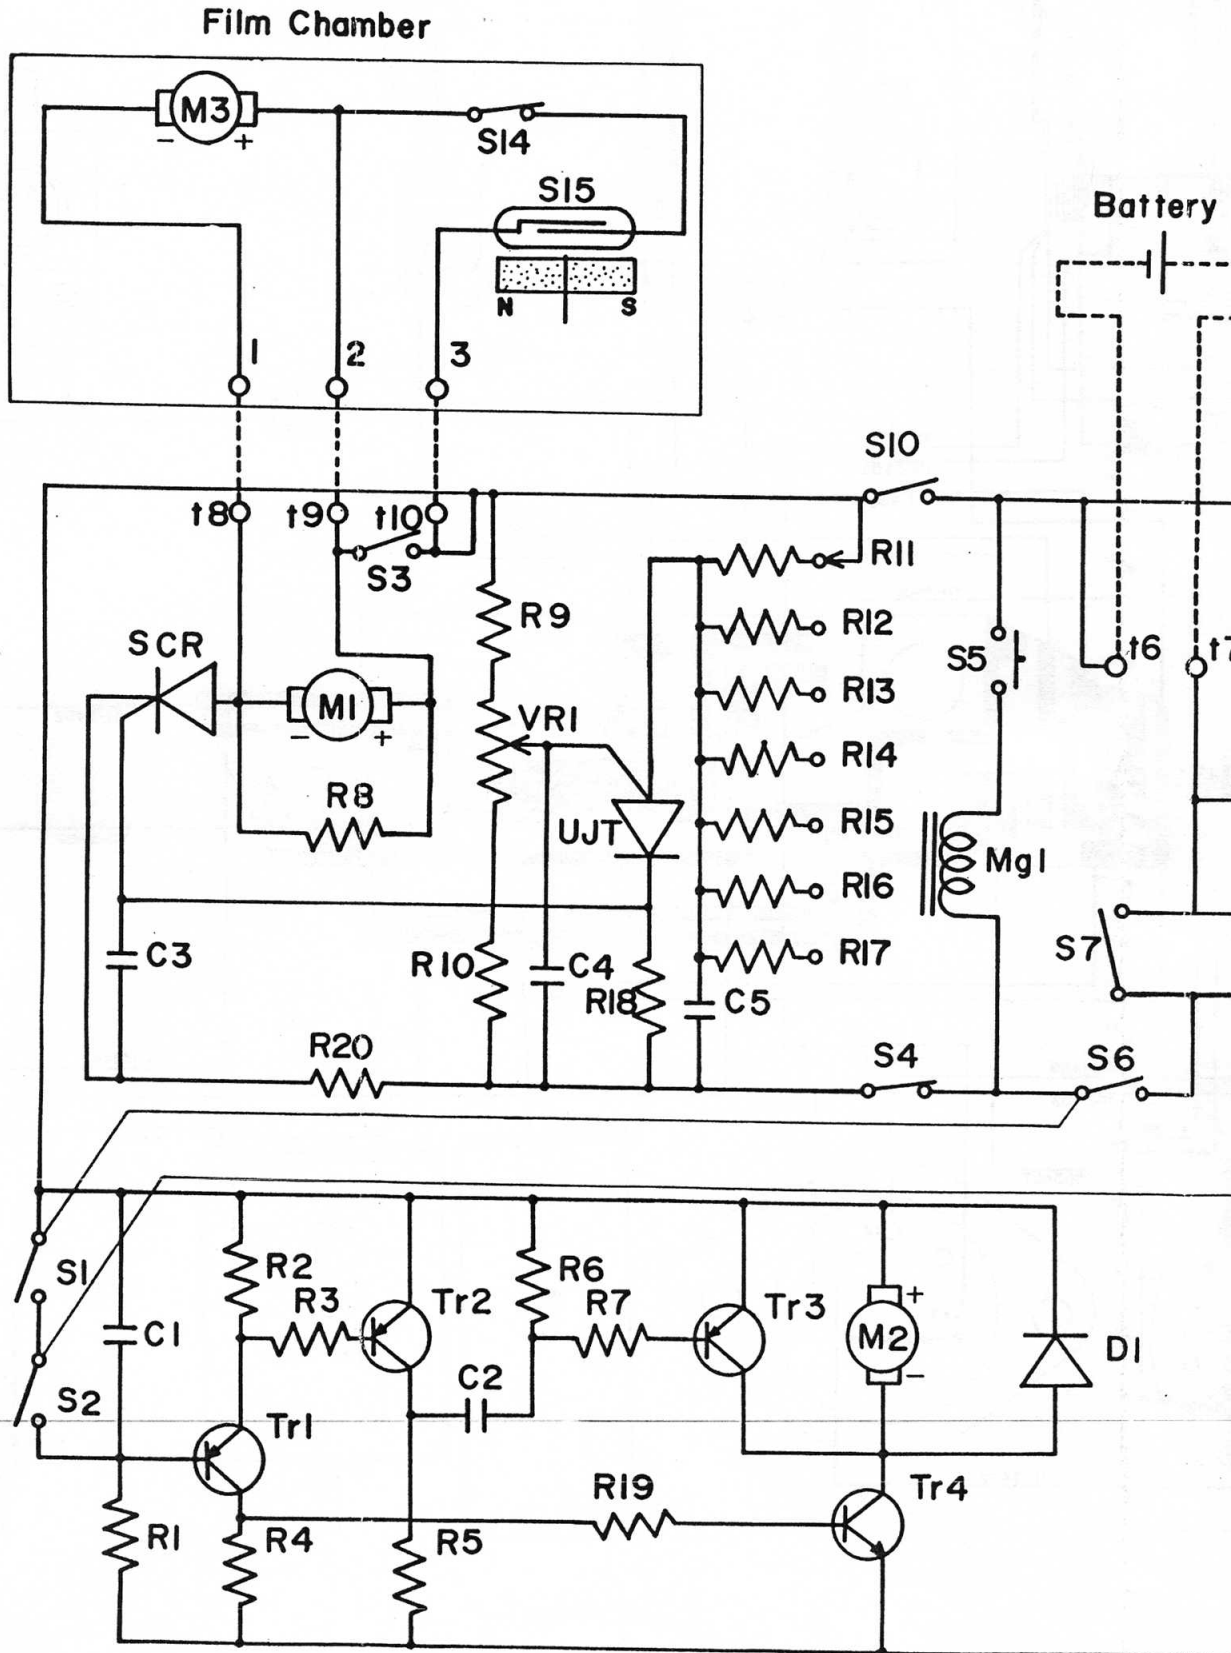 Film Chamber
M3
- +
S14
S15
N S
Battery
1 2 3
S10
t8 t9 t10
S3
R11
R9
R12
SCR
S5
t6 t7
R13
M1
- +
VR1
R14
R8
UJT
R15
Mg1
R16
C3
R10
C4
R18
R17
C5
S7
R20
S4
S6
S1
R2
R3
Tr2
R6
R7
Tr3
+
M2
-
D1
C1
C2
S2
Tr1
R19
Tr4
R1
R4
R5